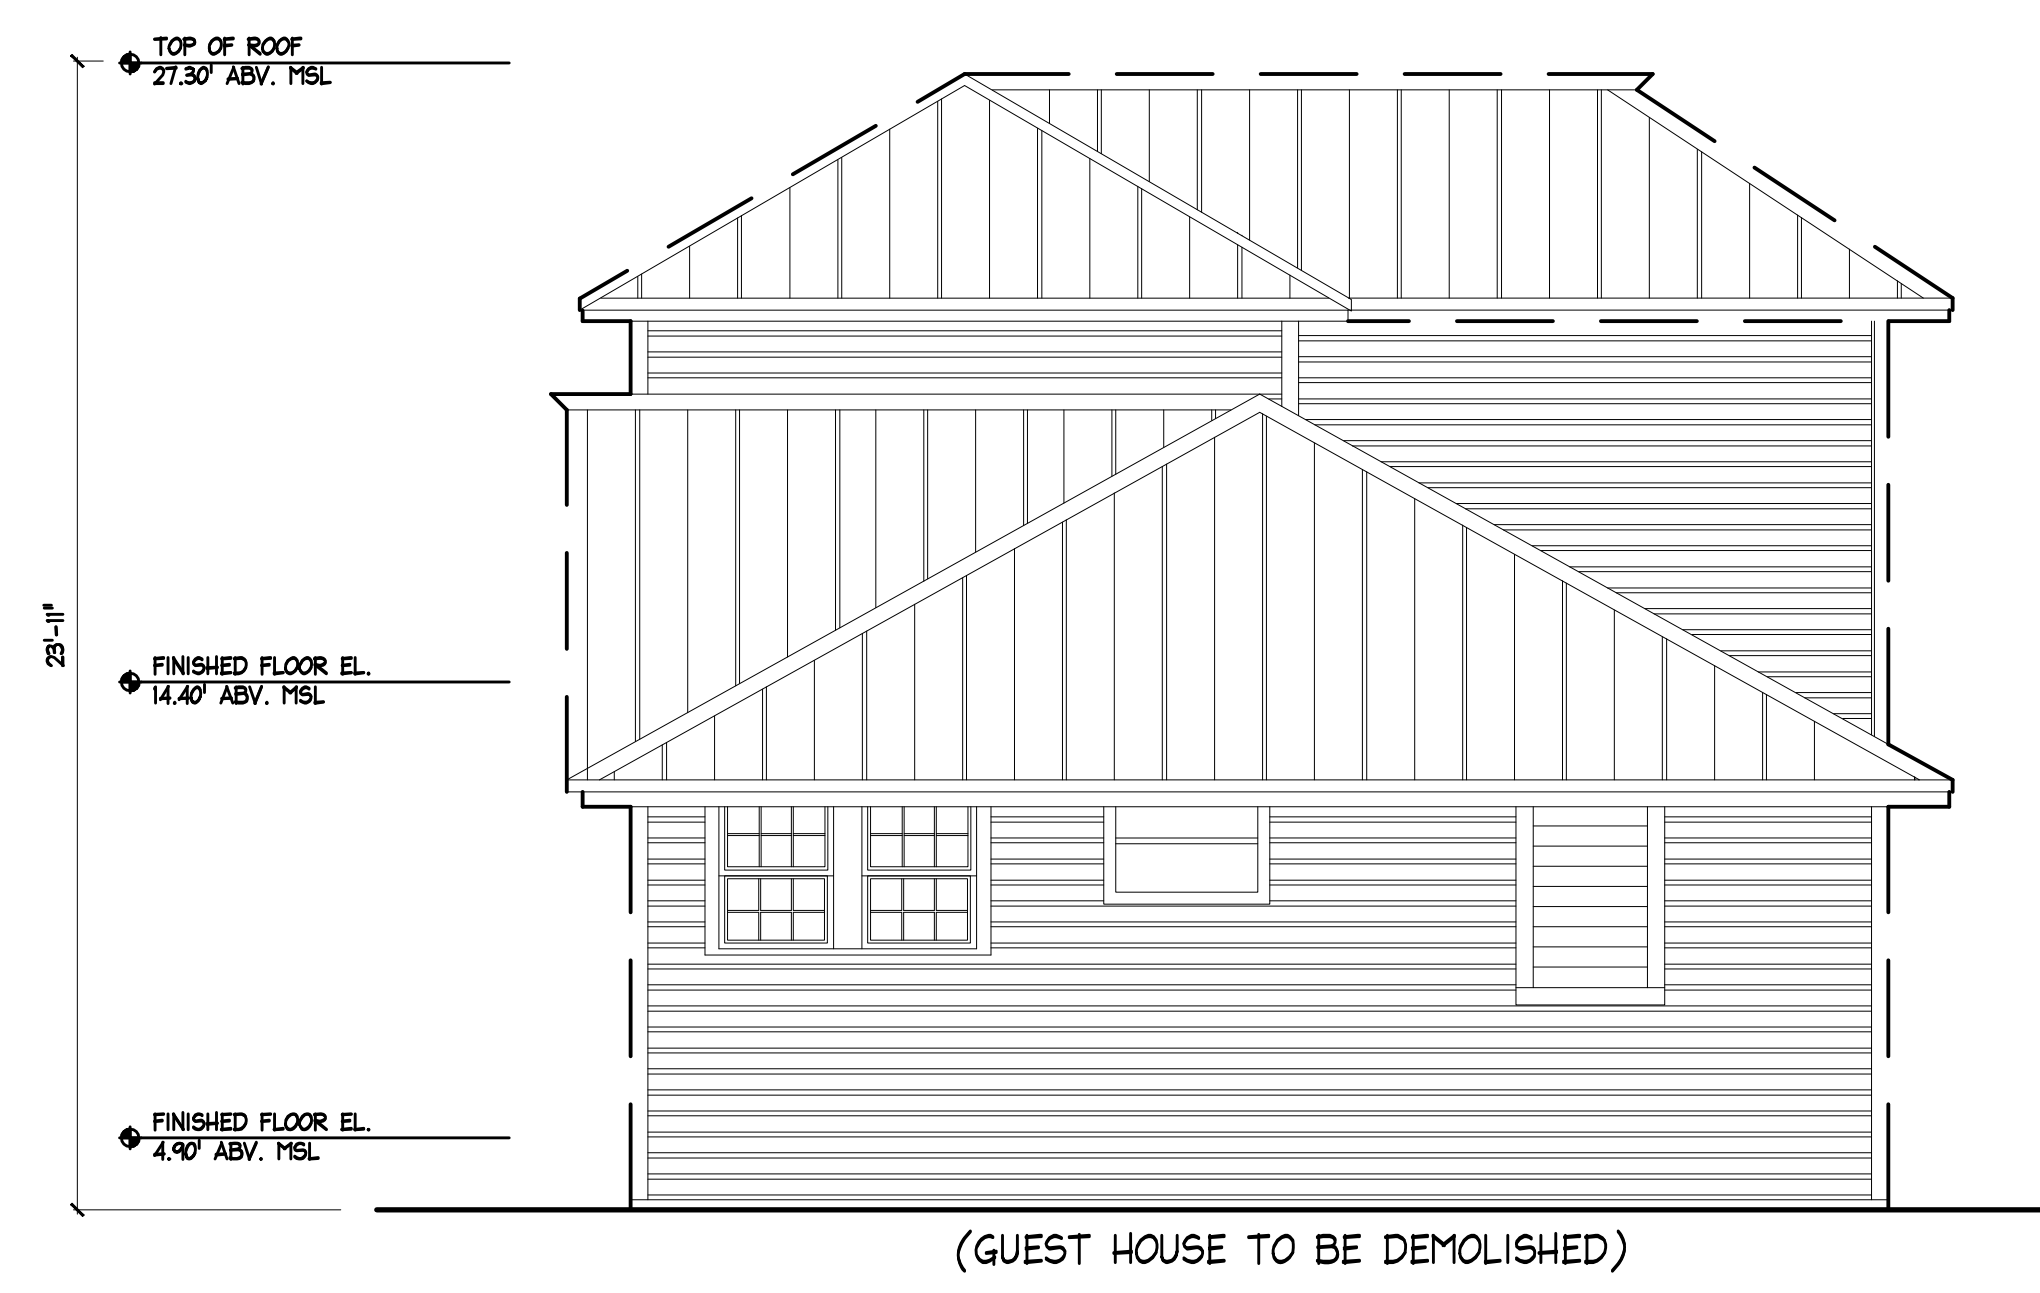 TOP OF ROOF
27.30' ABV. MSL
23'-11"
FINISHED FLOOR EL.
14.40' ABV. MSL
FINISHED FLOOR EL.
4.90' ABV. MSL
(GUEST HOUSE TO BE DEMOLISHED)